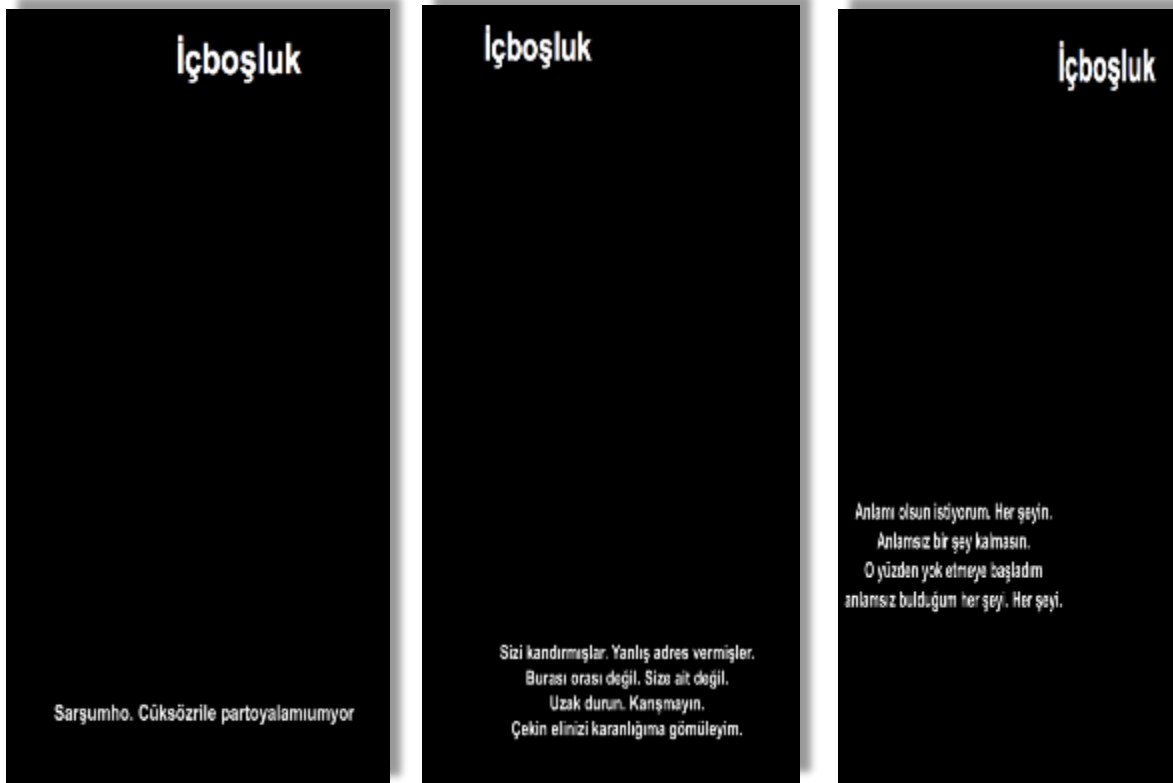 İçboşluk
Sarşumho. Cüksözrile partoyalamıumyor
İçboşluk
Sizi kandırmışlar. Yanlış adres vermişler.
Burası orası değil. Size ait değil.
Uzak durun. Karışmayın.
Çekin elinizi karanlığıma gömüleyim.
İçboşluk
Anlamı olsun istiyorum. Her şeyin.
Anlamsız bir şey kalmasın.
O yüzden yok etmeye başladım
anlamsız bulduğum her şeyi. Her şeyi.